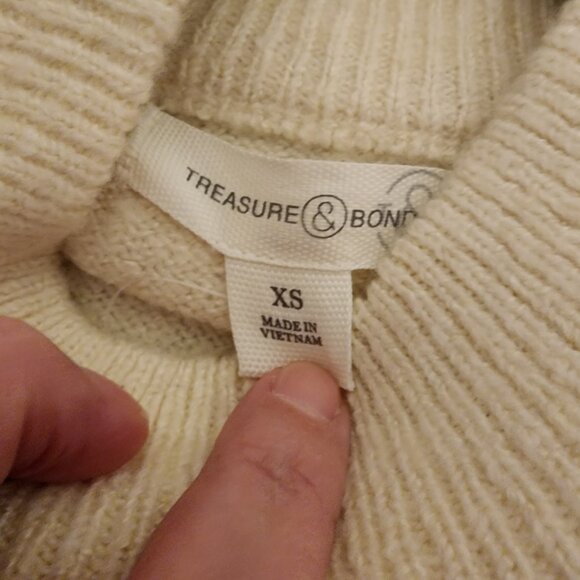 TREASURE & BOND
XS
MADE IN
VIETNAM